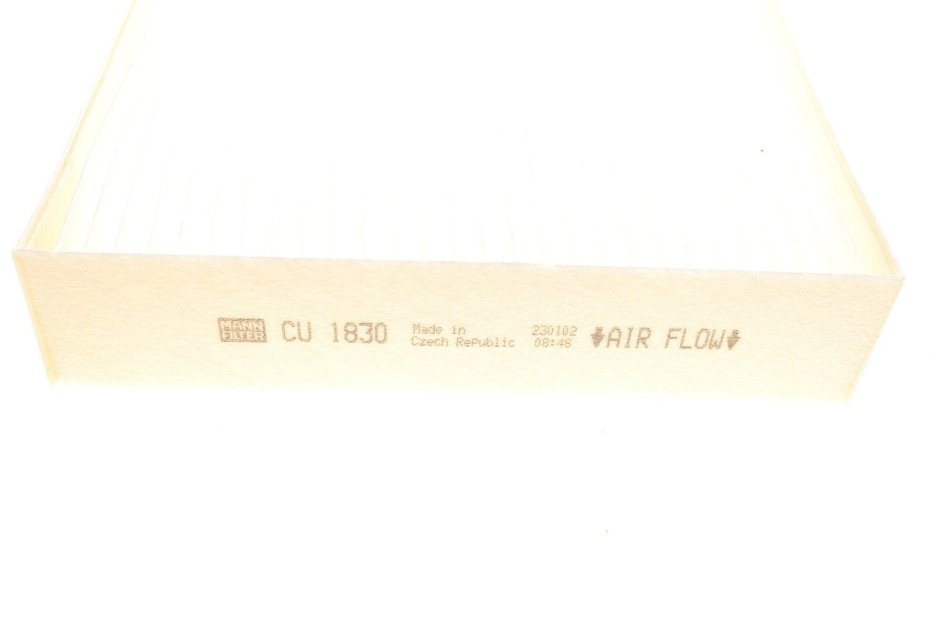 MANN
FILTER
CU 1830
Made in
Czech Republic
230102
08:48
AIR FLOW